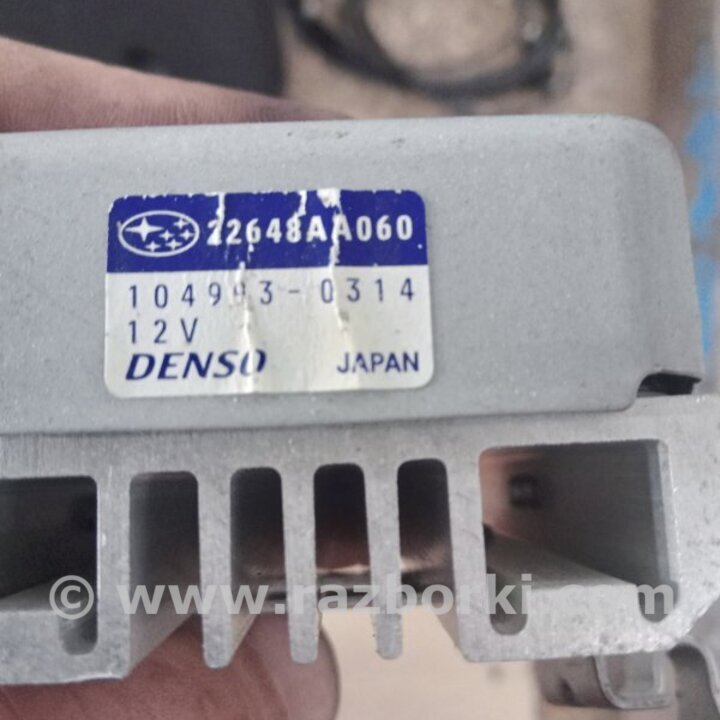 22648AA060
104993-0314
12V
DENSO JAPAN
© www.razborki.com